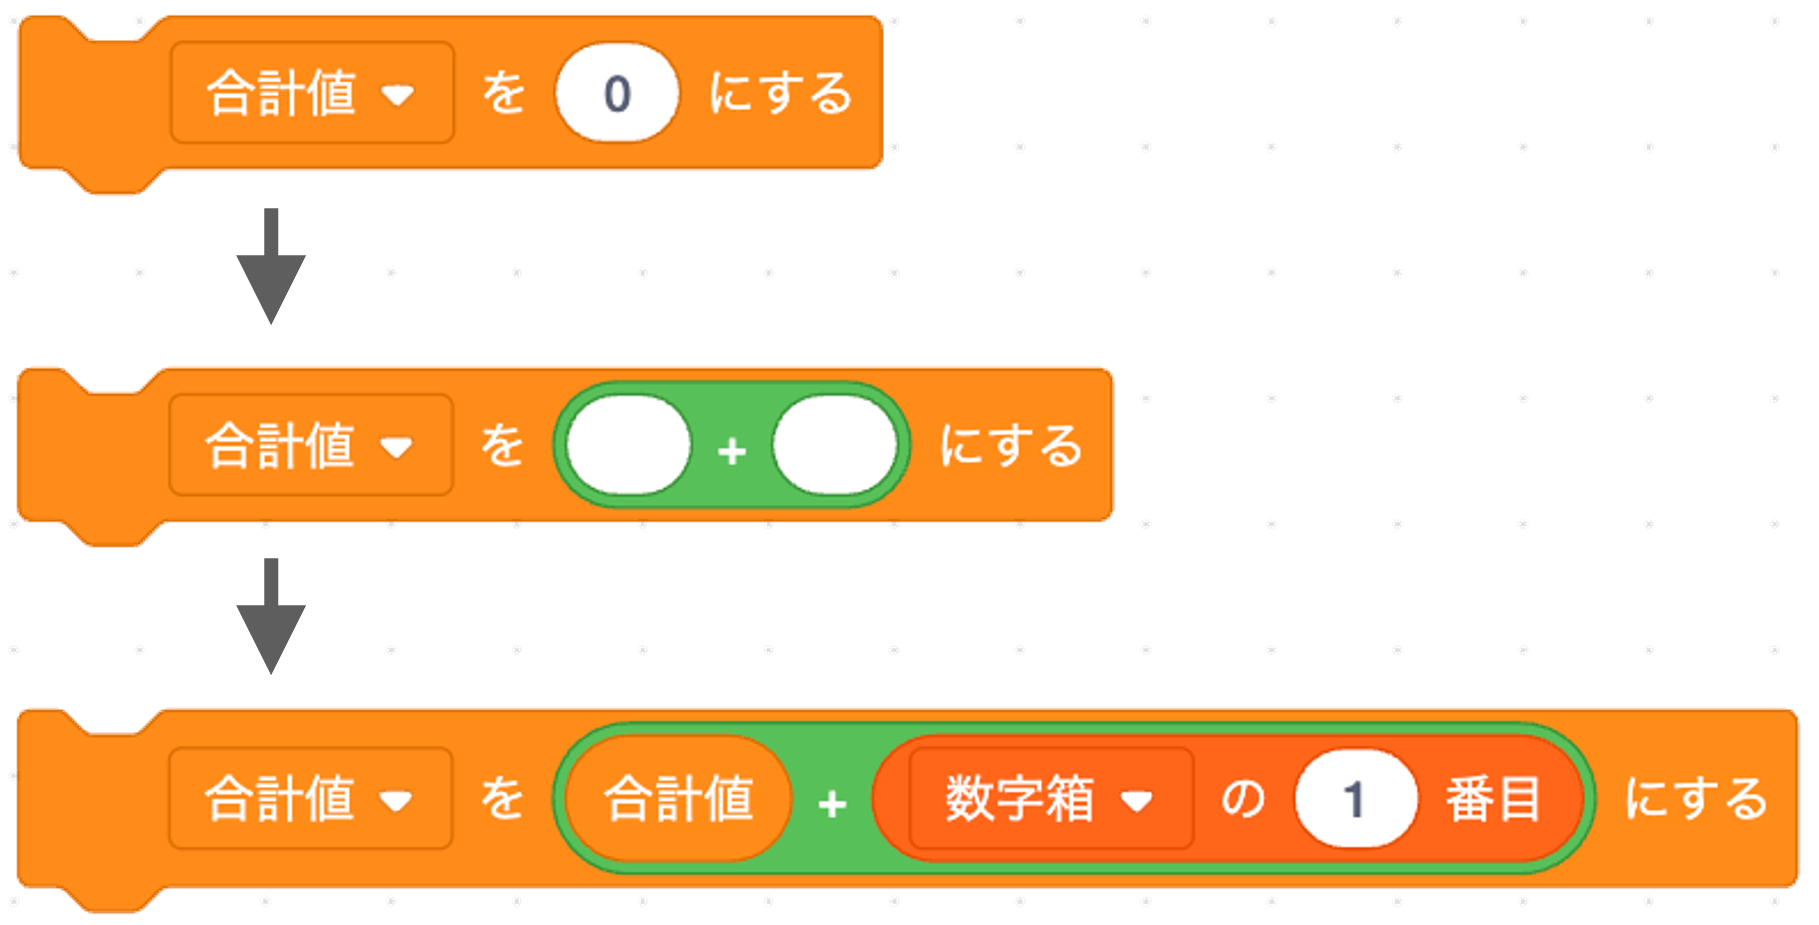 合計値 を 0 にする
合計値 を + にする
合計値 を 合計値 + 数字箱 の 1 番目 にする